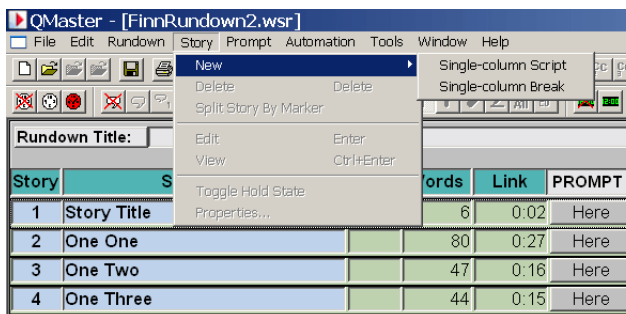 QMaster - [FinnRundown2.wsr]
File Edit Rundown Story Prompt Automation Tools Window Help
New
Single-column Script
Single-column Break
Delete Delete
Split Story By Marker
Edit Enter
View Ctrl+Enter
Toggle Hold State
Properties...
All
Rundown Title:
Story S ords Link PROMPT
1 Story Title 6 0:02 Here
2 One One 80 0:27 Here
3 One Two 47 0:16 Here
4 One Three 44 0:15 Here